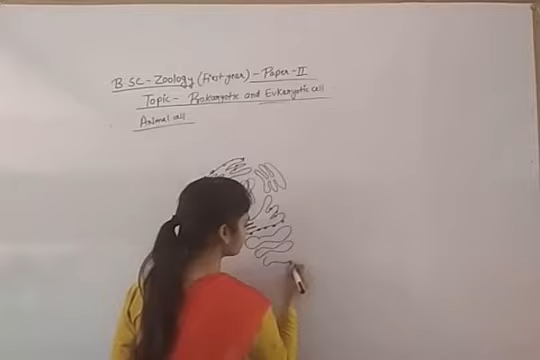 B SC - Zoology (First year) - Paper - II
Topic - Prokaryotic and Eukaryotic cell
Animal cell